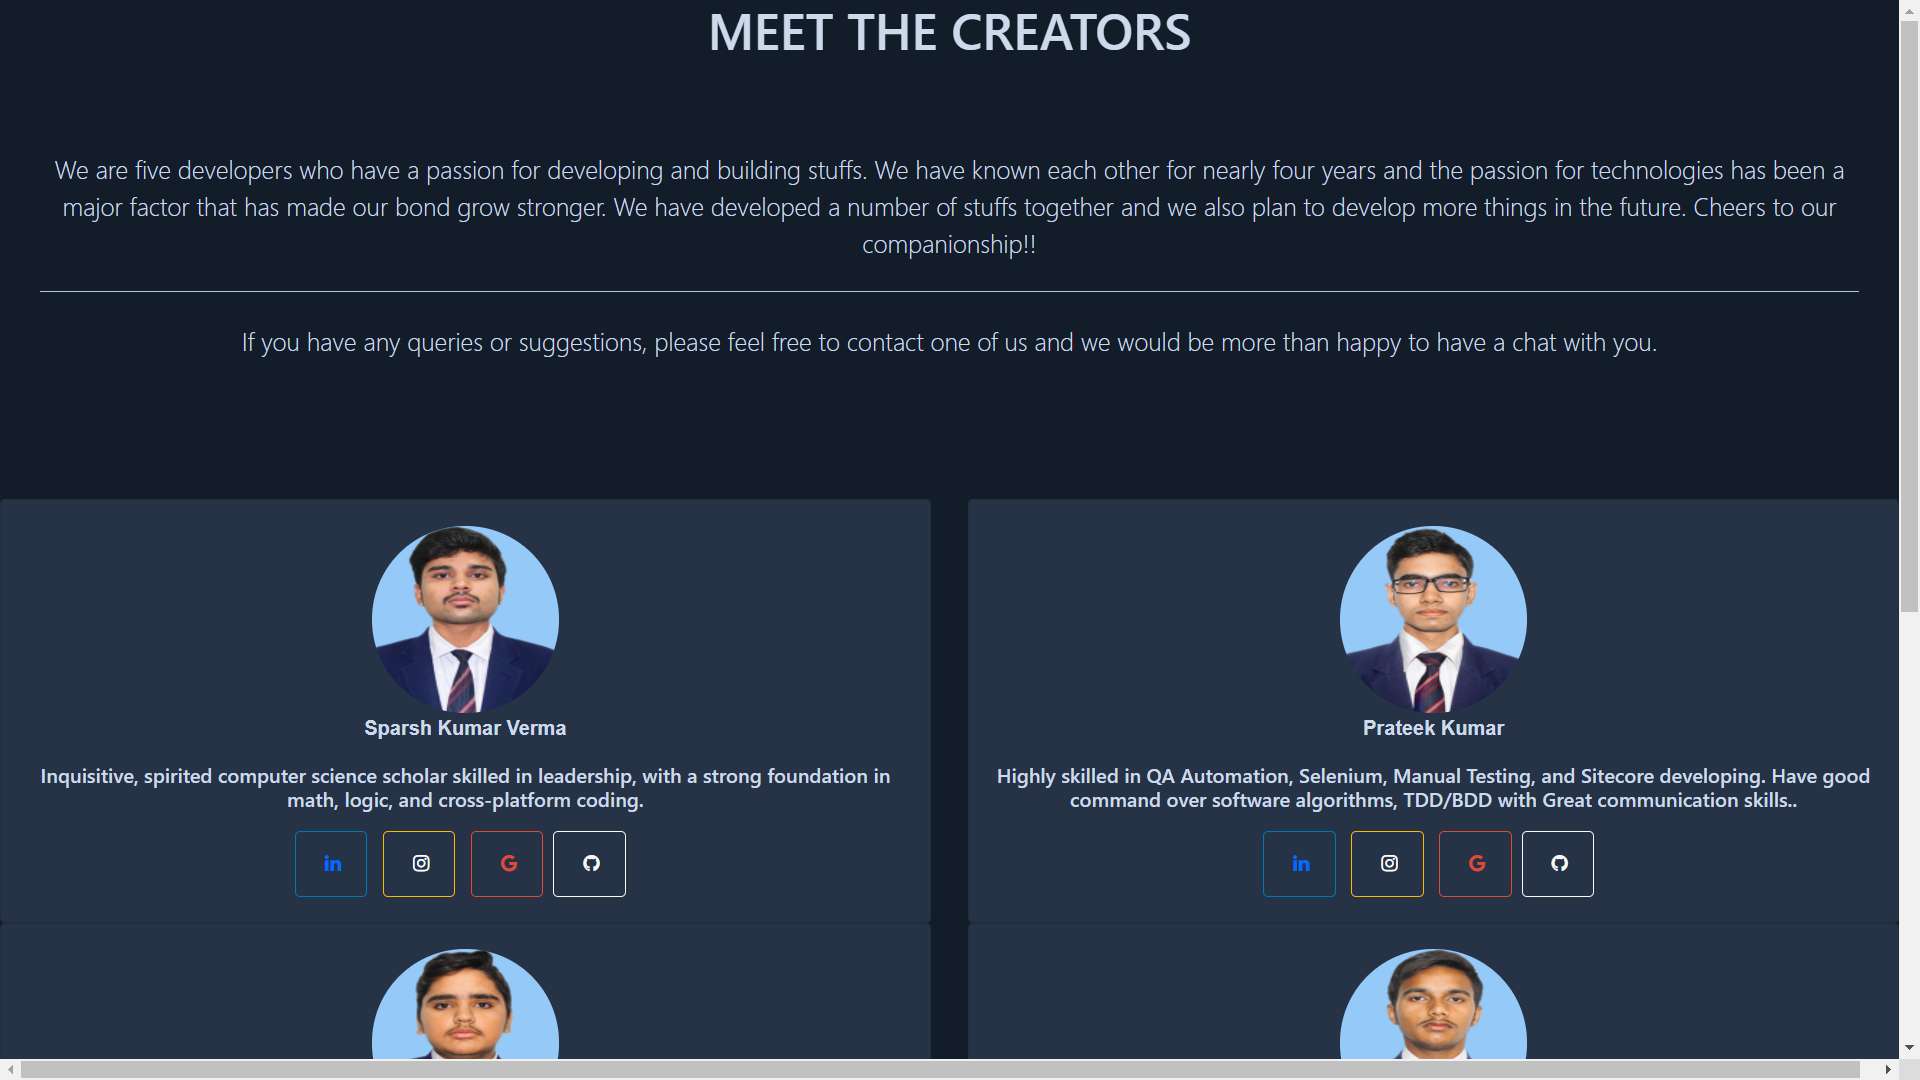 MEET THE CREATORS
We are five developers who have a passion for developing and building stuffs. We have known each other for nearly four years and the passion for technologies has been a
major factor that has made our bond grow stronger. We have developed a number of stuffs together and we also plan to develop more things in the future. Cheers to our
companionship!!
If you have any queries or suggestions, please feel free to contact one of us and we would be more than happy to have a chat with you.
Sparsh Kumar Verma
Inquisitive, spirited computer science scholar skilled in leadership, with a strong foundation in
math, logic, and cross-platform coding.
Prateek Kumar
Highly skilled in QA Automation, Selenium, Manual Testing, and Sitecore developing. Have good
command over software algorithms, TDD/BDD with Great communication skills..